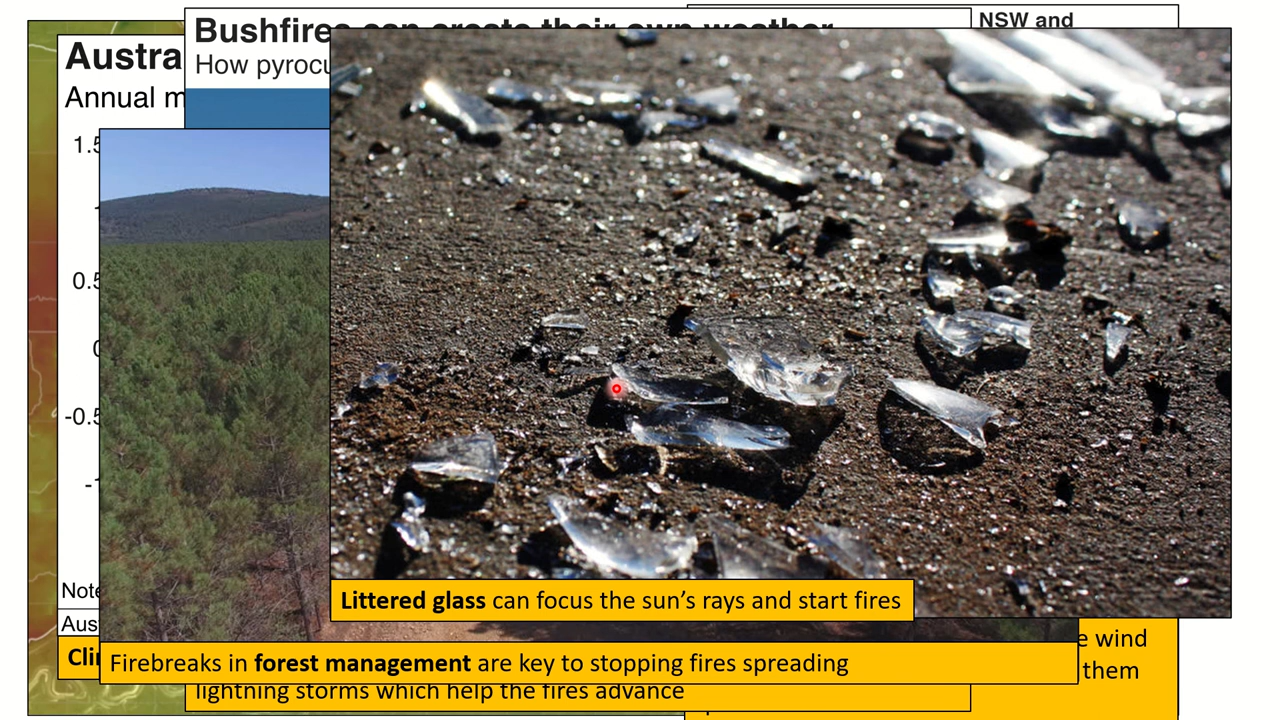 Bushfires can create their own weather
NSW and
Austra
How pyrocu
Annual m
1.5
0.5
0
-0.5
-1
Note
Aus
Littered glass can focus the sun's rays and start fires
e wind
Cli
Firebreaks in forest management are key to stopping fires spreading
them
lightning storms which help the fires advance